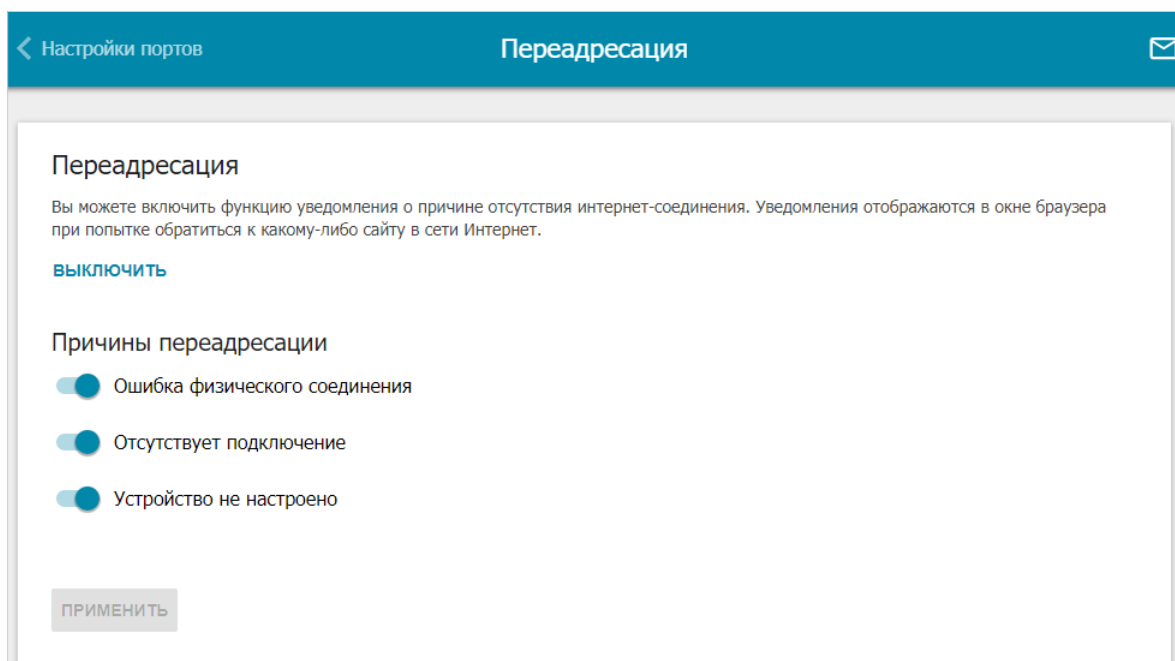 Настройки портов
Переадресация
Переадресация
Вы можете включить функцию уведомления о причине отсутствия интернет-соединения. Уведомления отображаются в окне браузера
при попытке обратиться к какому-либо сайту в сети Интернет.
ВЫКЛЮЧИТЬ
Причины переадресации
Ошибка физического соединения
Отсутствует подключение
Устройство не настроено
ПРИМЕНИТЬ